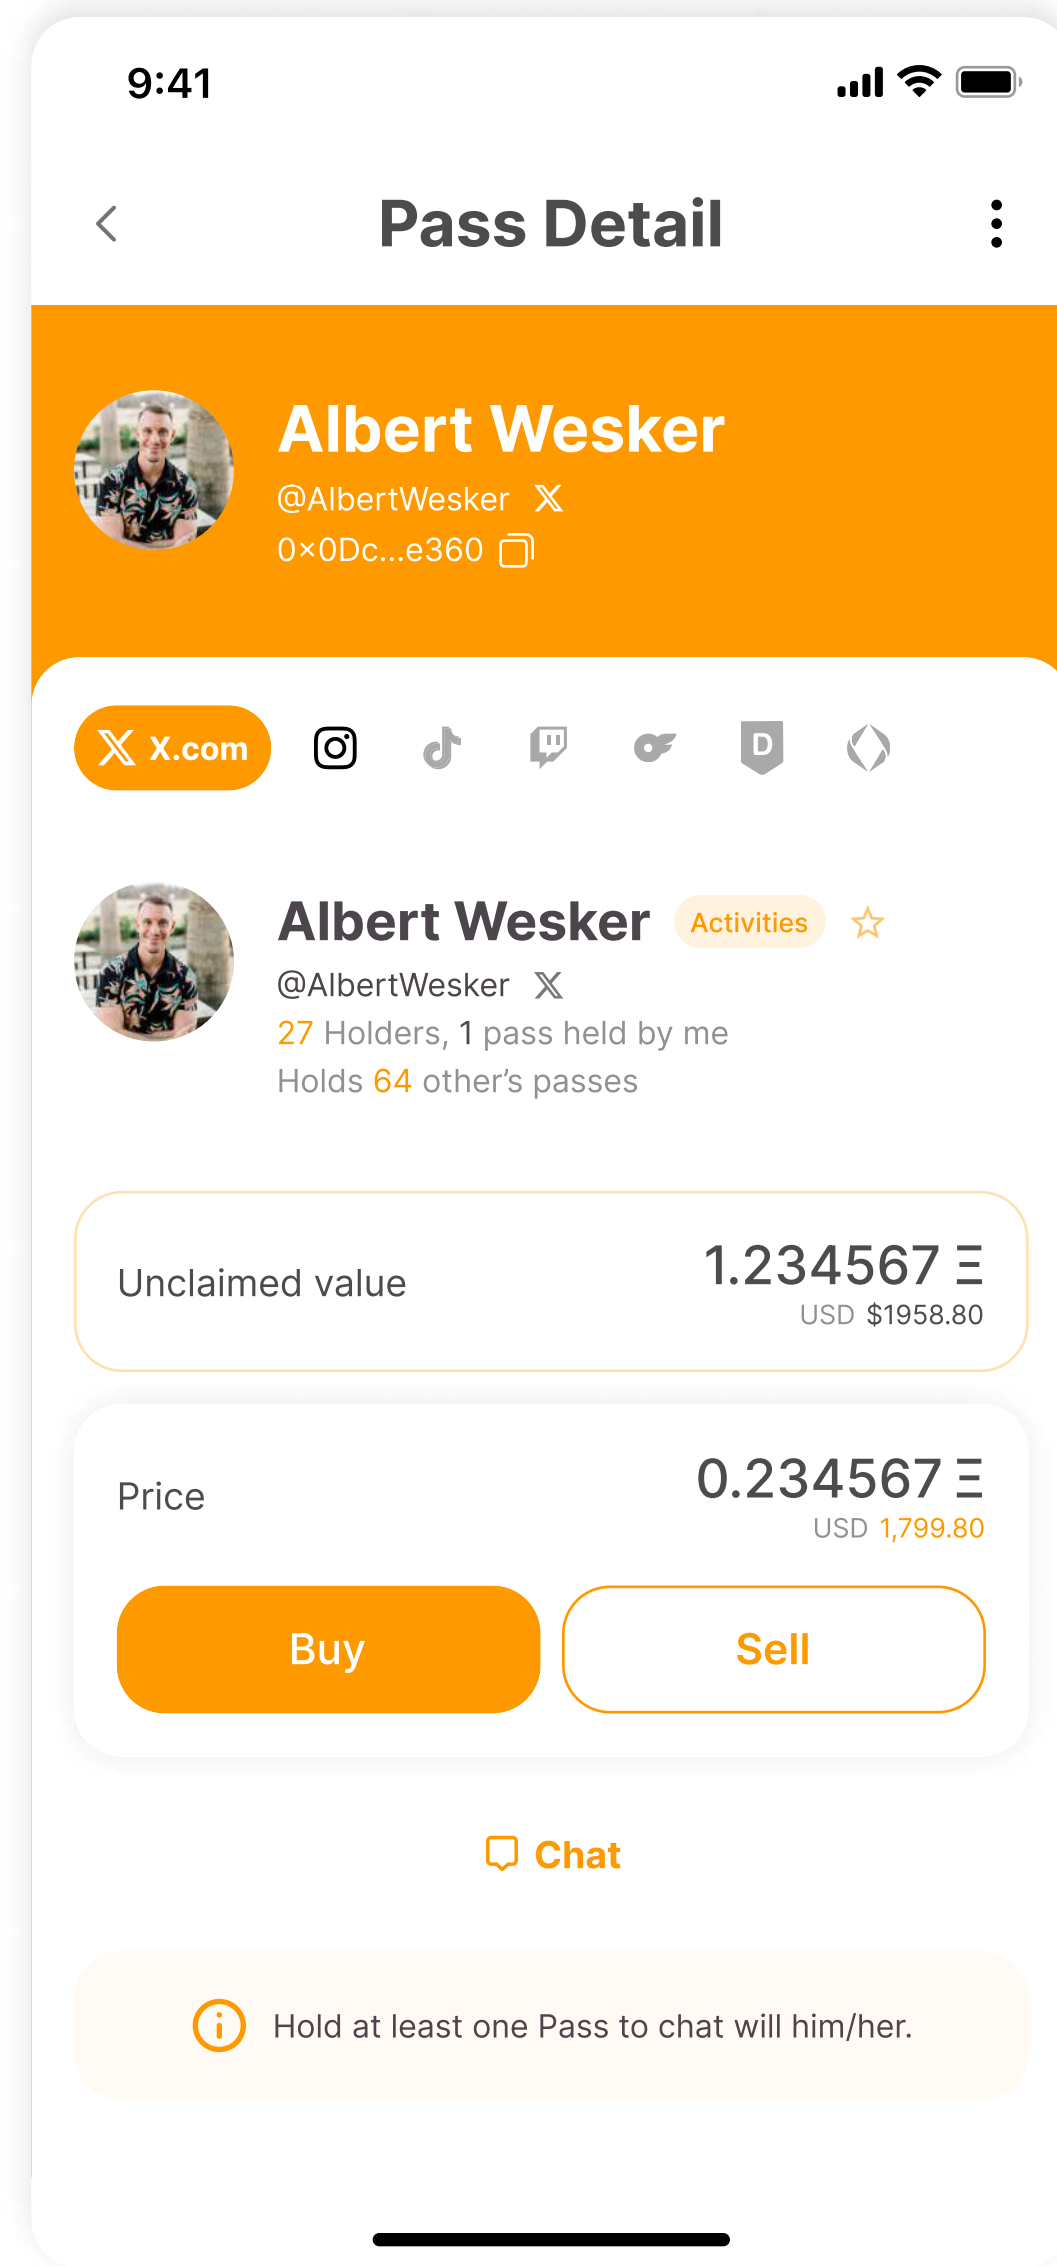 9:41
Pass Detail
Albert Wesker
@AlbertWesker
0×0Dc...e360
X.com
D
Albert Wesker
Activities
@AlbertWesker
27 Holders, 1 pass held by me
Holds 64 other’s passes
Unclaimed value
1.234567 Ξ
USD $1958.80
Price
0.234567 Ξ
USD 1,799.80
Buy
Sell
Chat
Hold at least one Pass to chat will him/her.